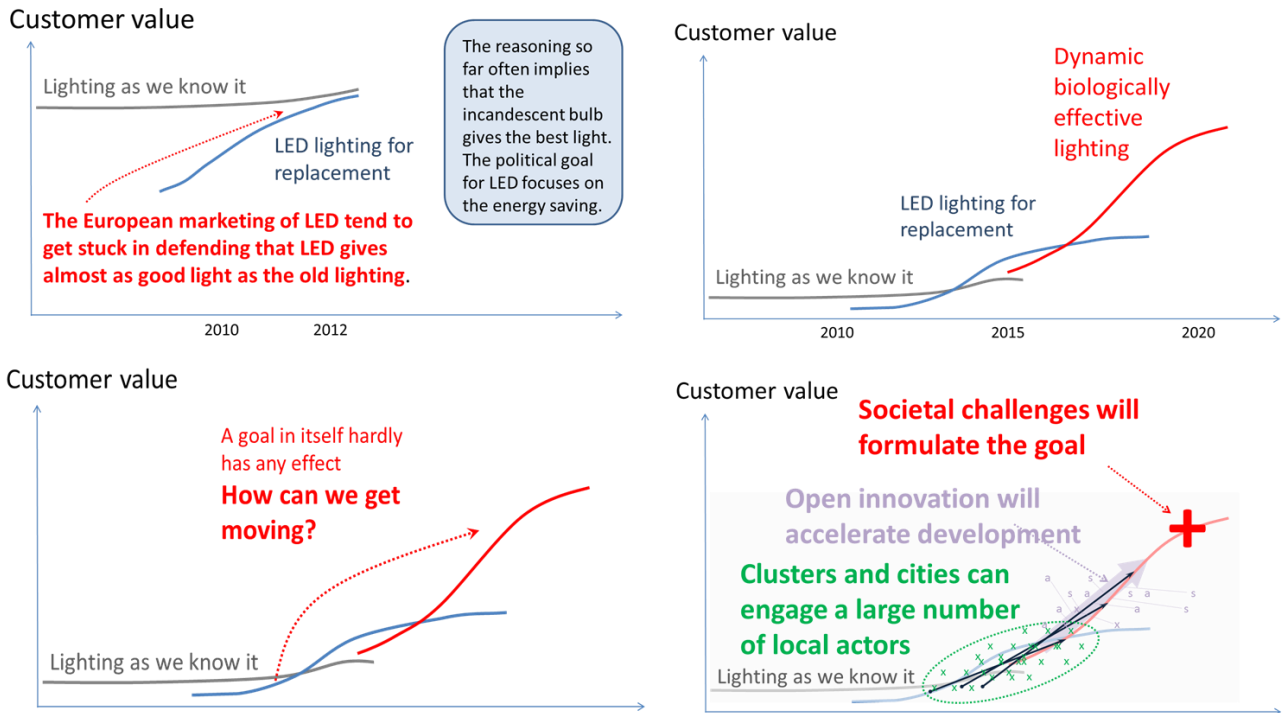 Customer value
Lighting as we know it
LED lighting for
replacement
The European marketing of LED tend to
get stuck in defending that LED gives
almost as good light as the old lighting.
2010
2012
The reasoning so
far often implies
that the
incandescent bulb
gives the best light.
The political goal
for LED focuses on
the energy saving.
Customer value
Dynamic
biologically
effective
lighting
LED lighting for
replacement
Lighting as we know it
2010
2015
2020
Customer value
A goal in itself hardly
has any effect
How can we get
moving?
Lighting as we know it
Customer value
Societal challenges will
formulate the goal
Open innovation will
accelerate development
Clusters and cities can
engage a large number
of local actors
Lighting as we know it